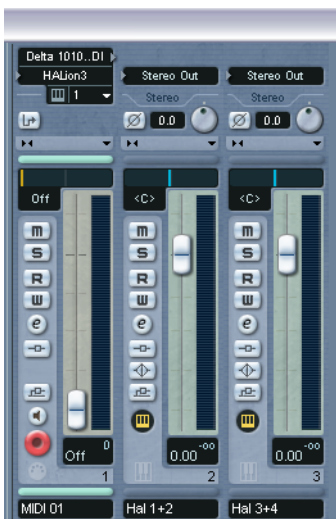 Delta 1010..DI
HALion3 Stereo Out Stereo Out
1 Stereo Stereo
0.0 0.0
Off <C> <C>
m m m
S S S
R R R
W W W
e e e
0 -oo -oo
Off 0.00 0.00
1 2 3
MIDI 01 Hal 1+2 Hal 3+4